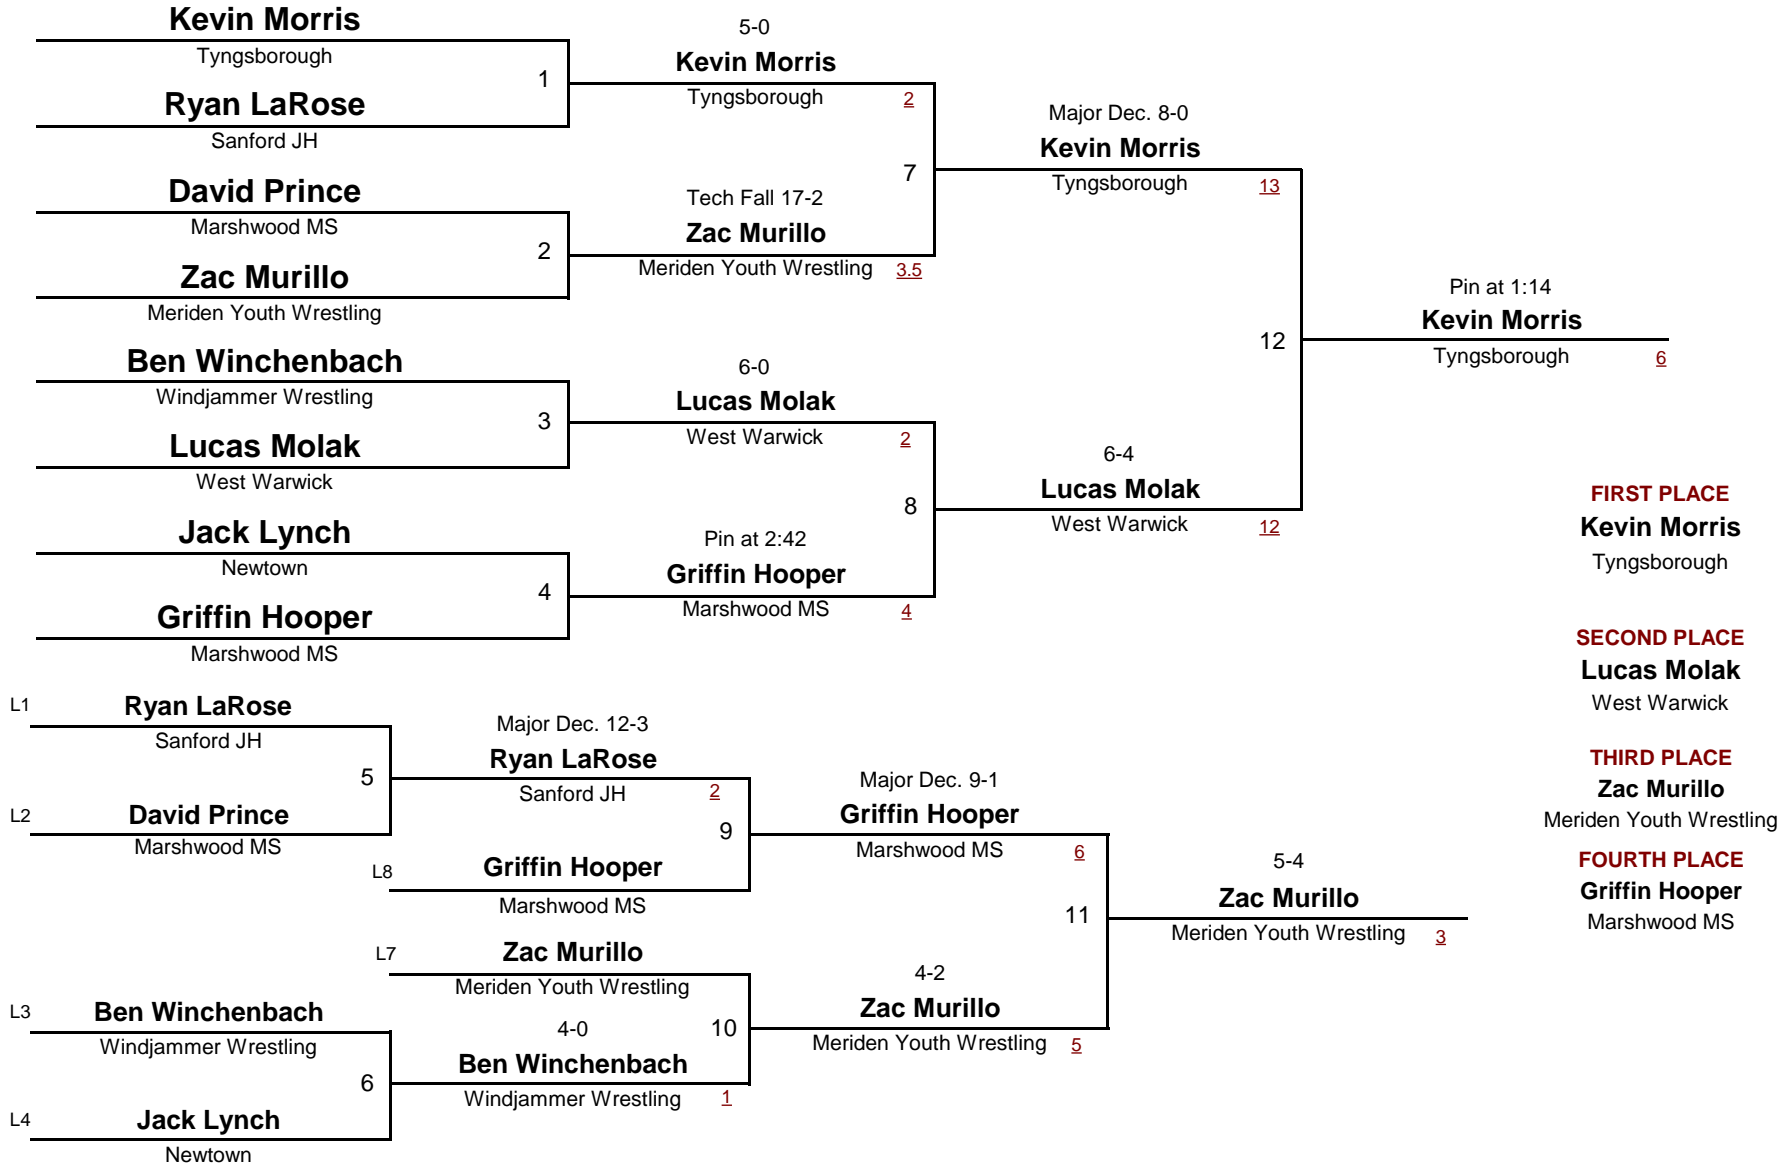 Kevin Morris
Tyngsborough
1
Ryan LaRose
Sanford JH
David Prince
Marshwood MS
2
Zac Murillo
Meriden Youth Wrestling
Ben Winchenbach
Windjammer Wrestling
3
Lucas Molak
West Warwick
Jack Lynch
Newtown
4
Griffin Hooper
Marshwood MS
5-0
Kevin Morris
Tyngsborough 2
7
Tech Fall 17-2
Zac Murillo
Meriden Youth Wrestling 3.5
6-0
Lucas Molak
West Warwick 2
8
Pin at 2:42
Griffin Hooper
Marshwood MS 4
Major Dec. 8-0
Kevin Morris
Tyngsborough 13
12
6-4
Lucas Molak
West Warwick 12
Pin at 1:14
Kevin Morris
Tyngsborough 6
FIRST PLACE
Kevin Morris
Tyngsborough
SECOND PLACE
Lucas Molak
West Warwick
THIRD PLACE
Zac Murillo
Meriden Youth Wrestling
FOURTH PLACE
Griffin Hooper
Marshwood MS
L1 Ryan LaRose
Sanford JH
5
L2 David Prince
Marshwood MS
L3 Ben Winchenbach
Windjammer Wrestling
6
L4 Jack Lynch
Newtown
Major Dec. 12-3
Ryan LaRose
Sanford JH 2
9
L8 Griffin Hooper
Marshwood MS
L7 Zac Murillo
Meriden Youth Wrestling
4-0 10
Ben Winchenbach
Windjammer Wrestling 1
Major Dec. 9-1
Griffin Hooper
Marshwood MS 6
11
4-2
Zac Murillo
Meriden Youth Wrestling 5
5-4
Zac Murillo
Meriden Youth Wrestling 3